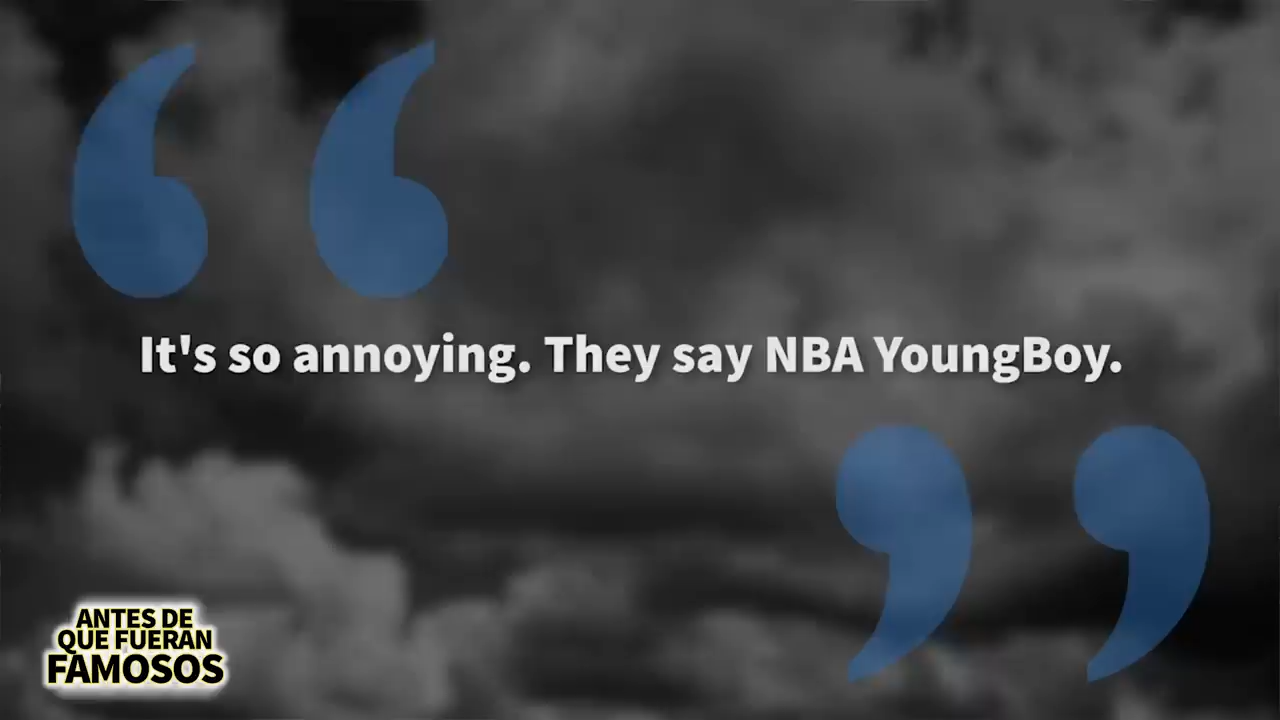 It's so annoying. They say NBA YoungBoy.
ANTES DE
QUE FUERAN
FAMOSOS